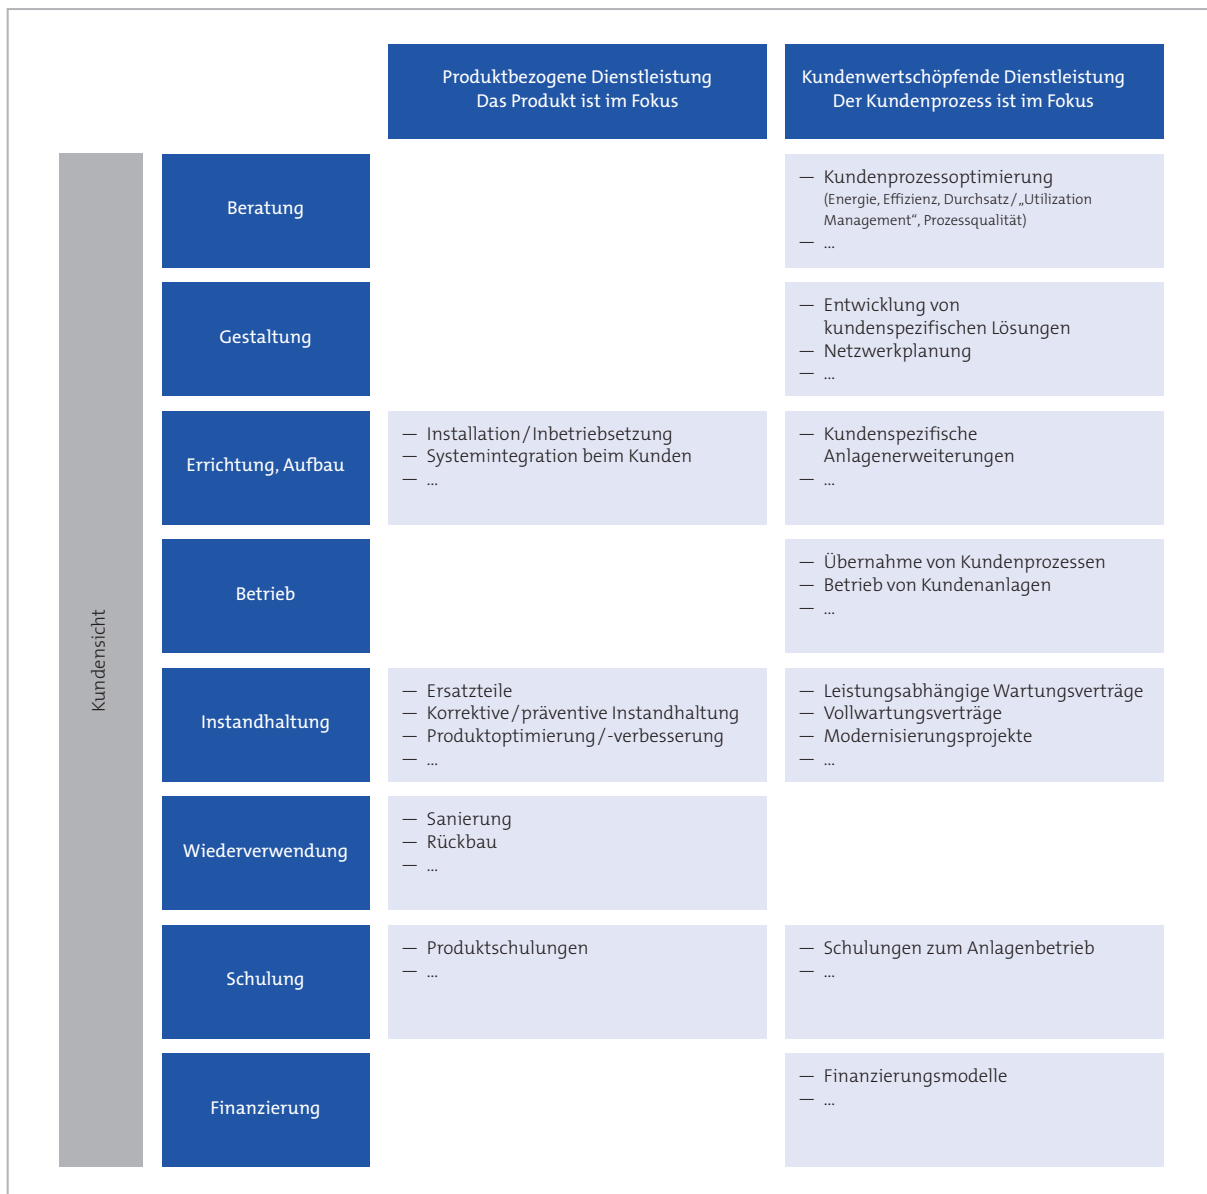 Produktbezogene Dienstleistung
Das Produkt ist im Fokus
Kundenwertschöpfende Dienstleistung
Der Kundenprozess ist im Fokus
Kundensicht
Beratung
— Kundenprozessoptimierung
(Energie, Effizienz, Durchsatz/„Utilization
Management“, Prozessqualität)
— ...
Gestaltung
— Entwicklung von
kundenspezifischen Lösungen
— Netzwerkplanung
— ...
Errichtung, Aufbau
— Installation/Inbetriebsetzung
— Systemintegration beim Kunden
— ...
— Kundenspezifische
Anlagenerweiterungen
— ...
Betrieb
— Übernahme von Kundenprozessen
— Betrieb von Kundenanlagen
— ...
Instandhaltung
— Ersatzteile
— Korrektive/präventive Instandhaltung
— Produktoptimierung/-verbesserung
— ...
— Leistungsabhängige Wartungsverträge
— Vollwartungsverträge
— Modernisierungsprojekte
— ...
Wiederverwendung
— Sanierung
— Rückbau
— ...
Schulung
— Produktschulungen
— ...
— Schulungen zum Anlagenbetrieb
— ...
Finanzierung
— Finanzierungsmodelle
— ...